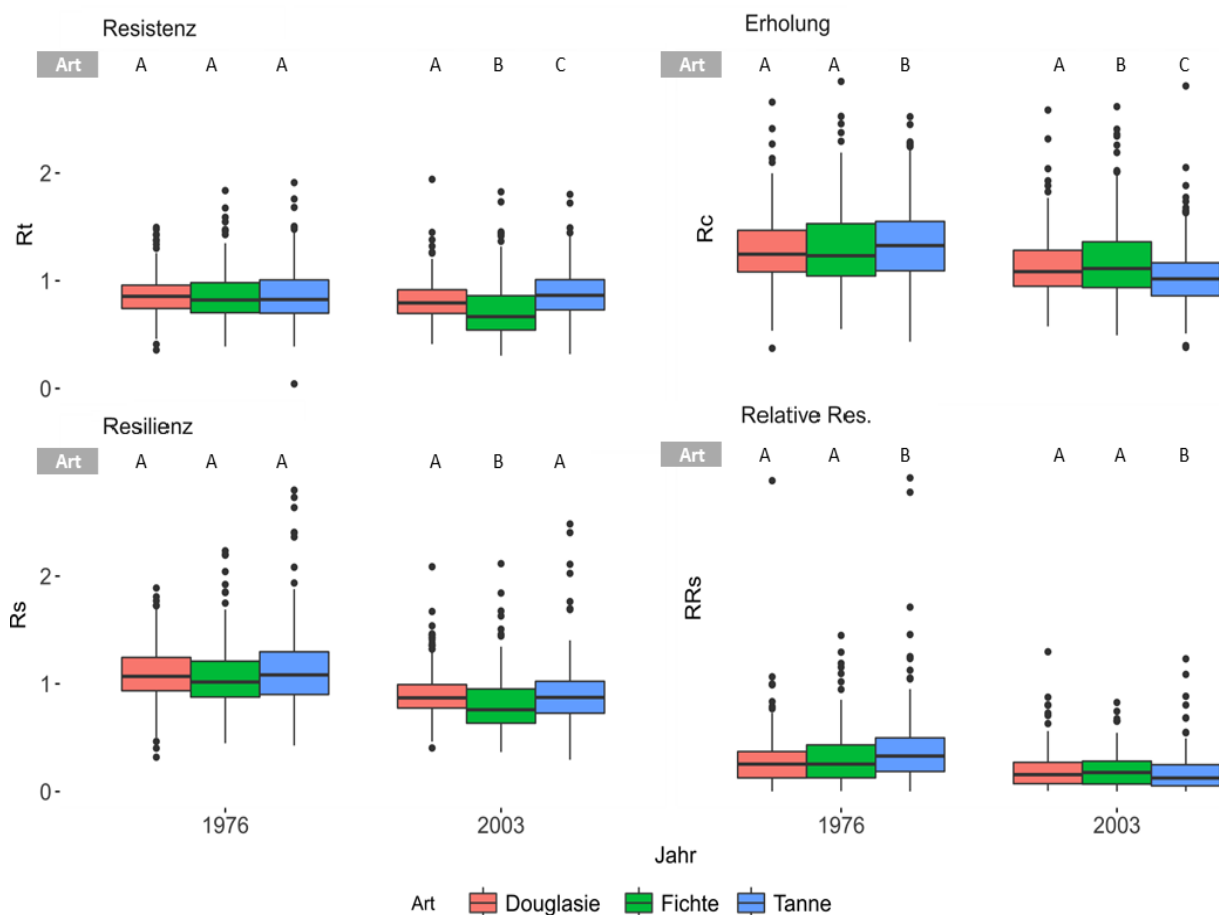 Resistenz
Art A A A A B C
Rt
2
1
0
Erholung
Art A A B A B C
Rc
Resilienz
Art A A A A B A
Rs
2
1
0
1976 2003
Relative Res.
Art A A B A A B
RRs
1976 2003
Jahr
Art Douglasie Fichte Tanne